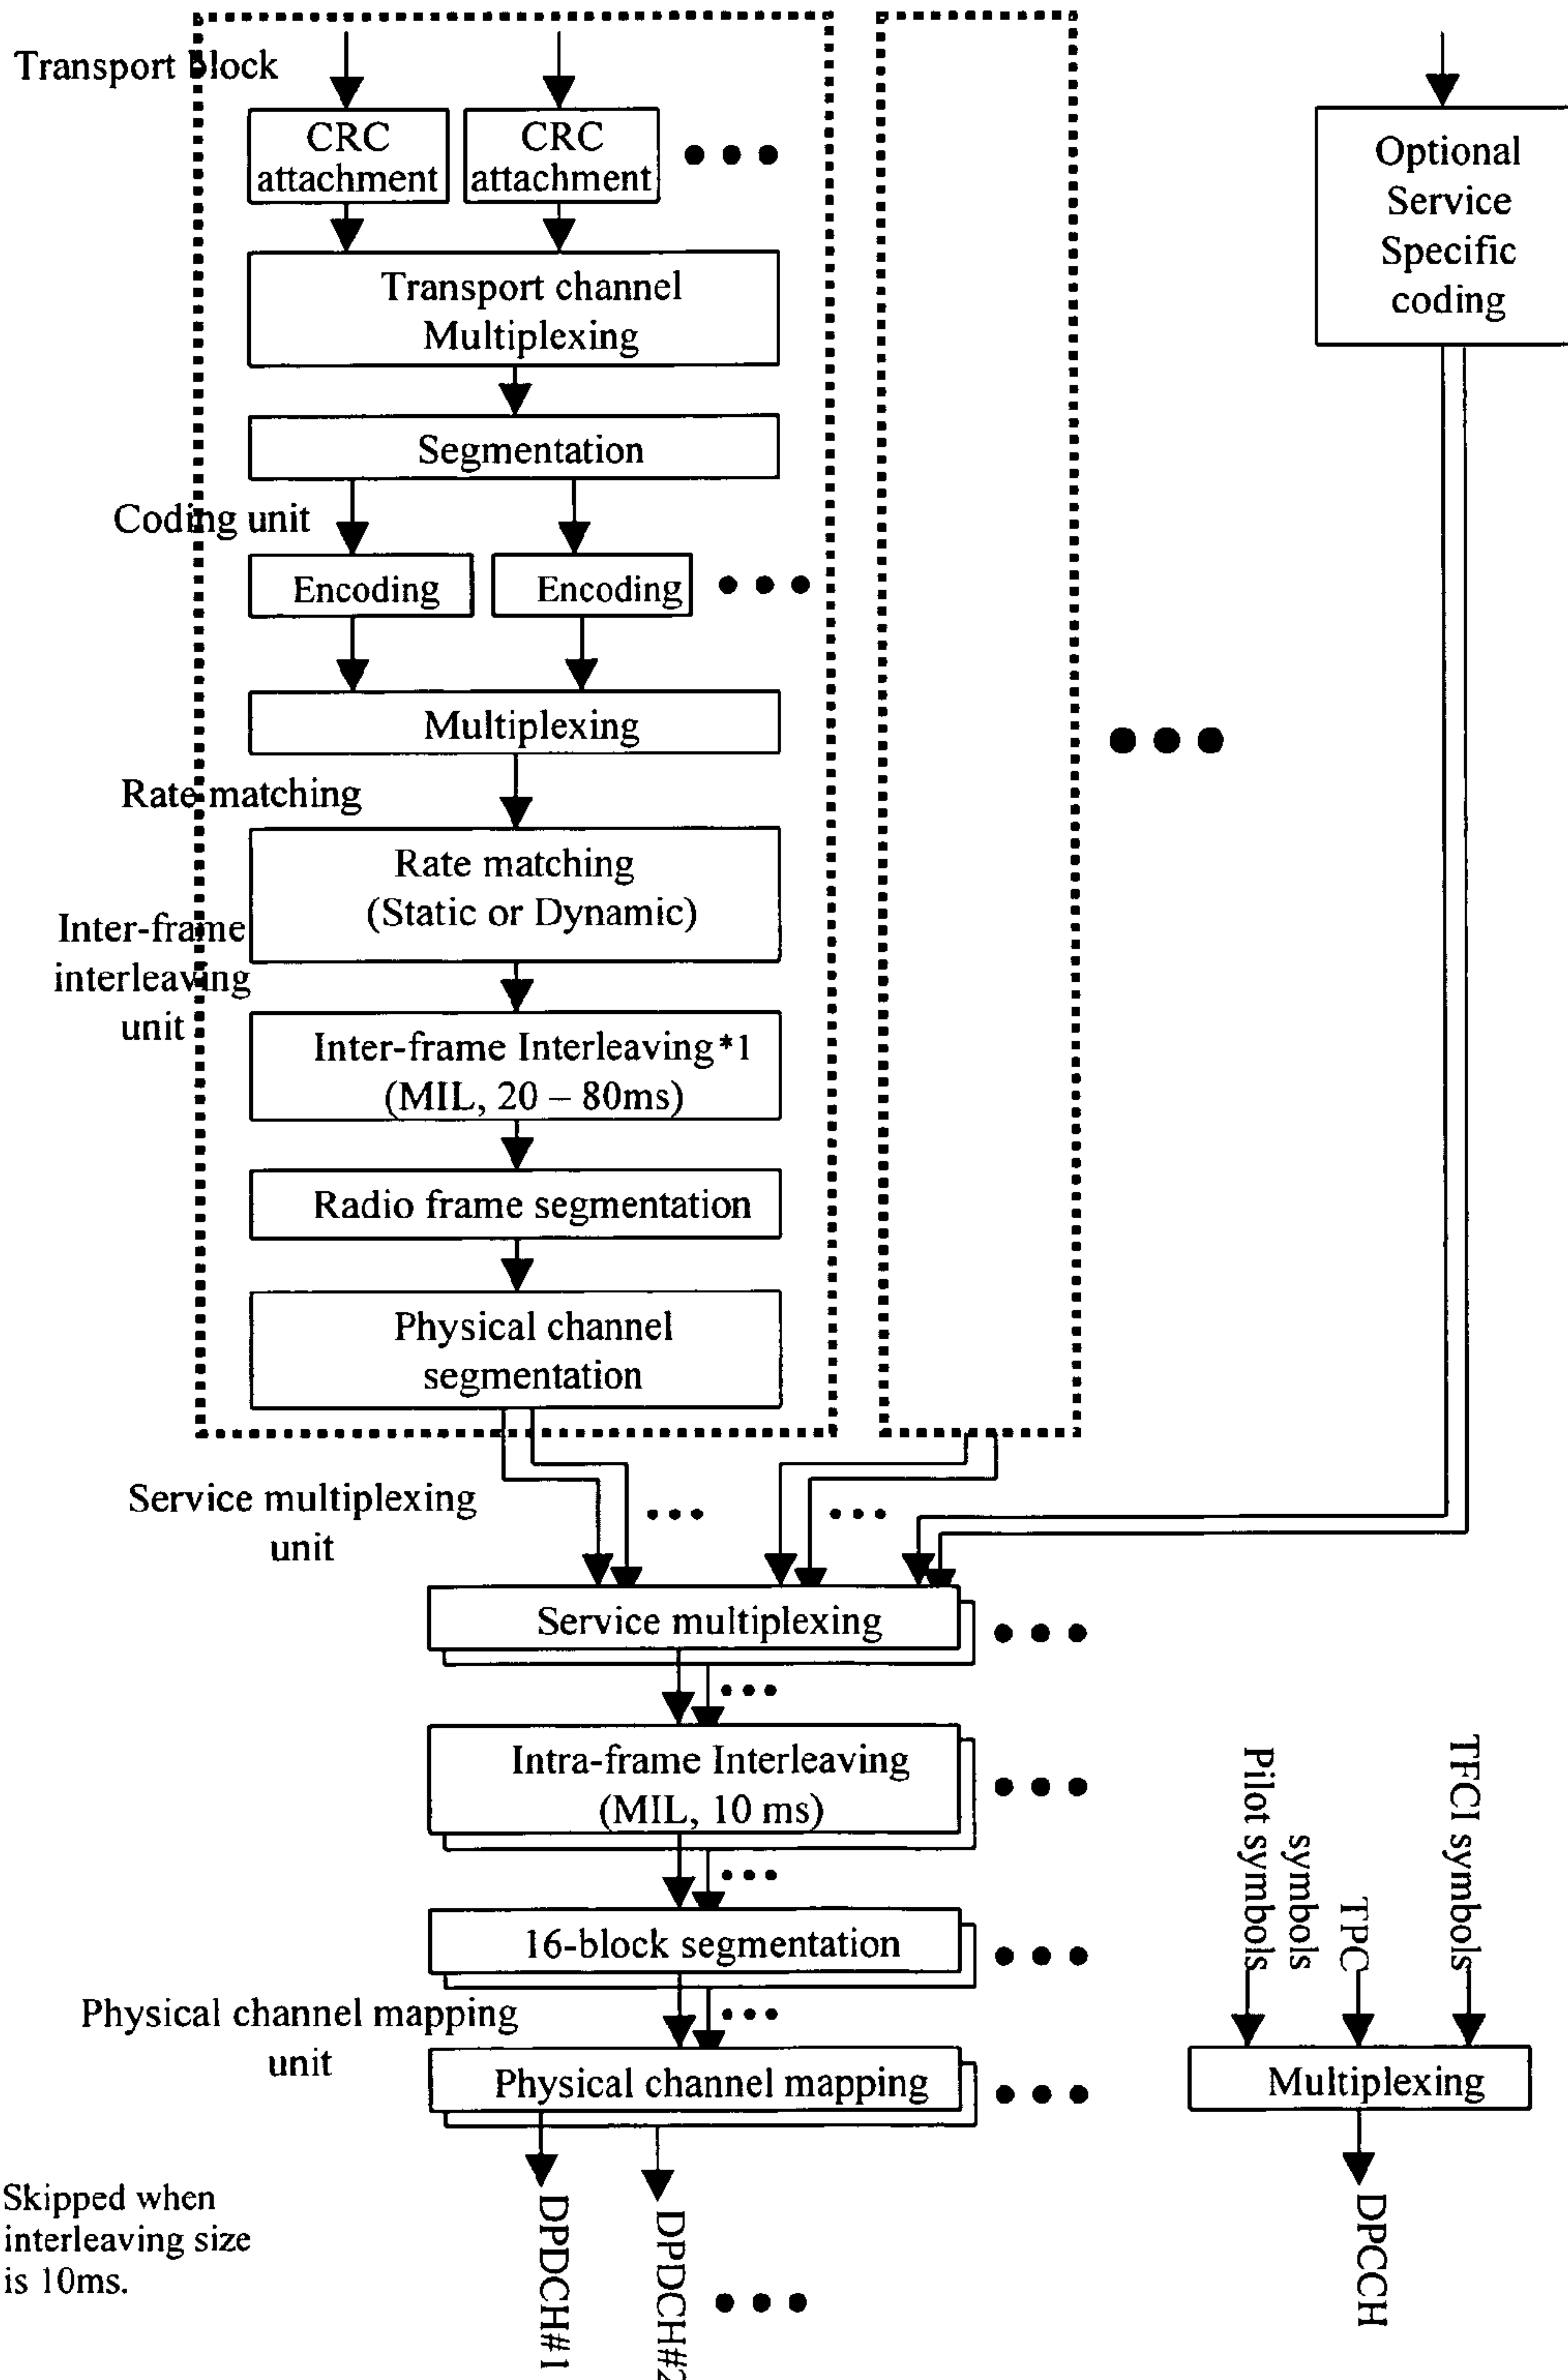 Transport block
CRC
attachment
CRC
attachment
Optional
Service
Specific
coding
Transport channel
Multiplexing
Segmentation
Coding unit
Encoding
Encoding
Multiplexing
Rate matching
Rate matching
(Static or Dynamic)
Inter-frame
interleaving
unit
Inter-frame Interleaving*1
(MIL, 20 – 80ms)
Radio frame segmentation
Physical channel
segmentation
Service multiplexing
unit
Service multiplexing
Intra-frame Interleaving
(MIL, 10 ms)
16-block segmentation
Pilot symbols
TPC
symbols
TFCI symbols
Physical channel mapping
unit
Physical channel mapping
Multiplexing
Skipped when
interleaving size
is 10ms.
DPDCH#1
DPDCH#2
DPCCH